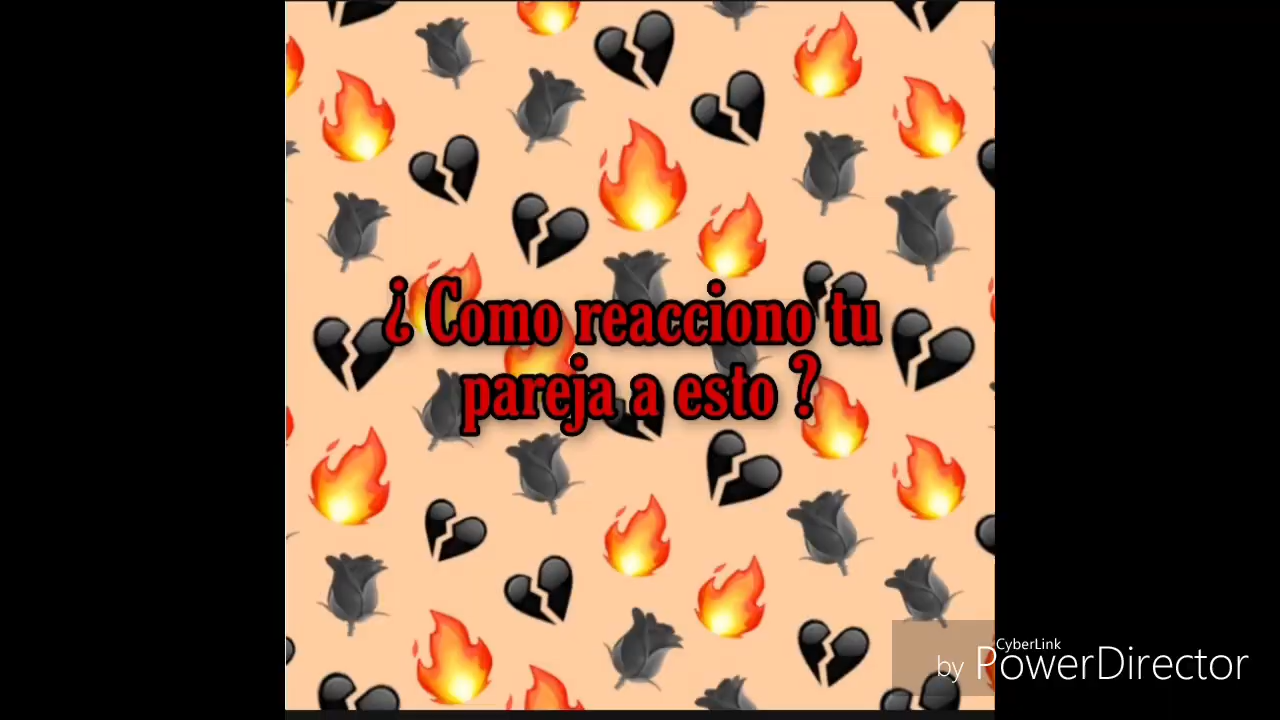 ¿ Como reacciono tu
pareja a esto ?
CyberLink
by PowerDirector